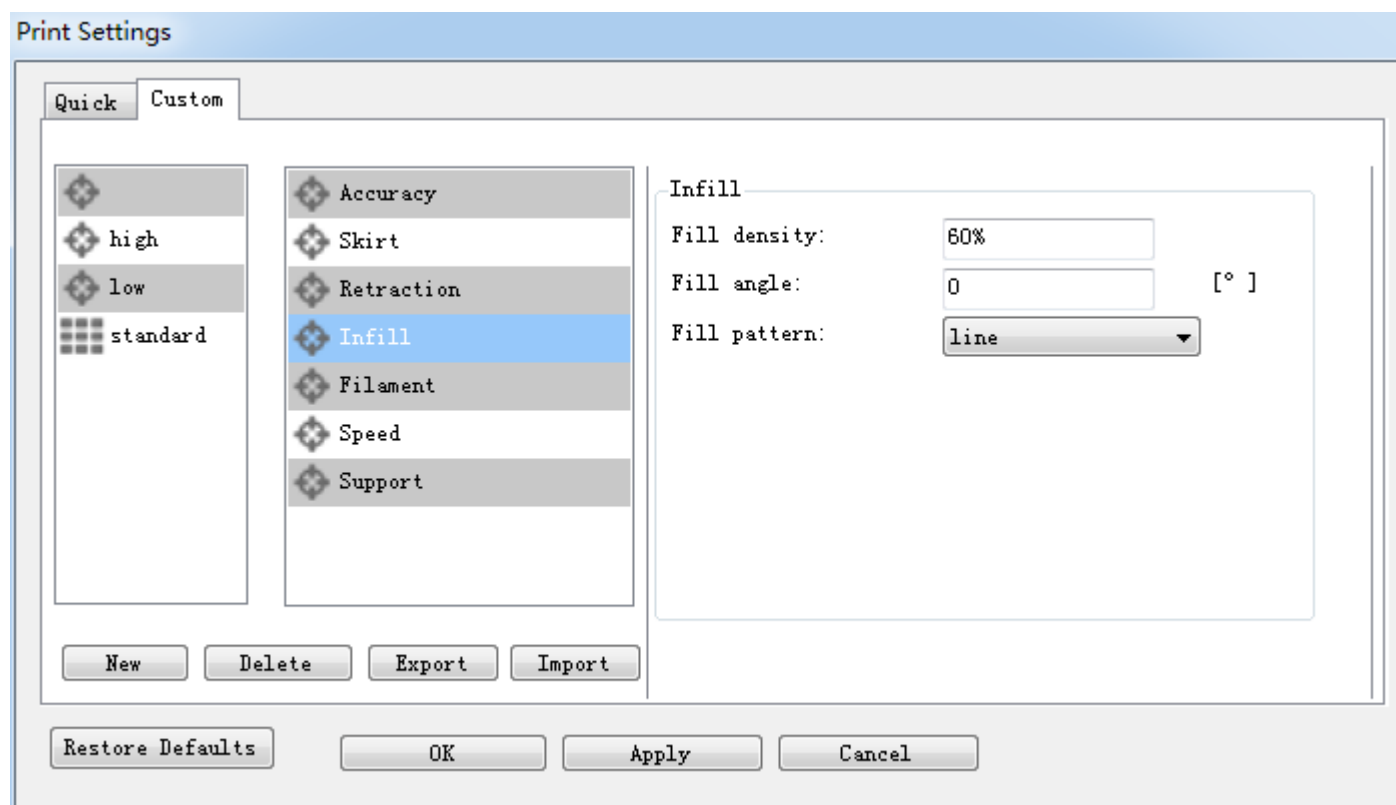 Print Settings
Quick
Custom
high
low
standard
Accuracy
Skirt
Retraction
Infill
Filament
Speed
Support
Infill
Fill density: 60%
Fill angle: 0 [° ]
Fill pattern: line
New
Delete
Export
Import
Restore Defaults
OK
Apply
Cancel